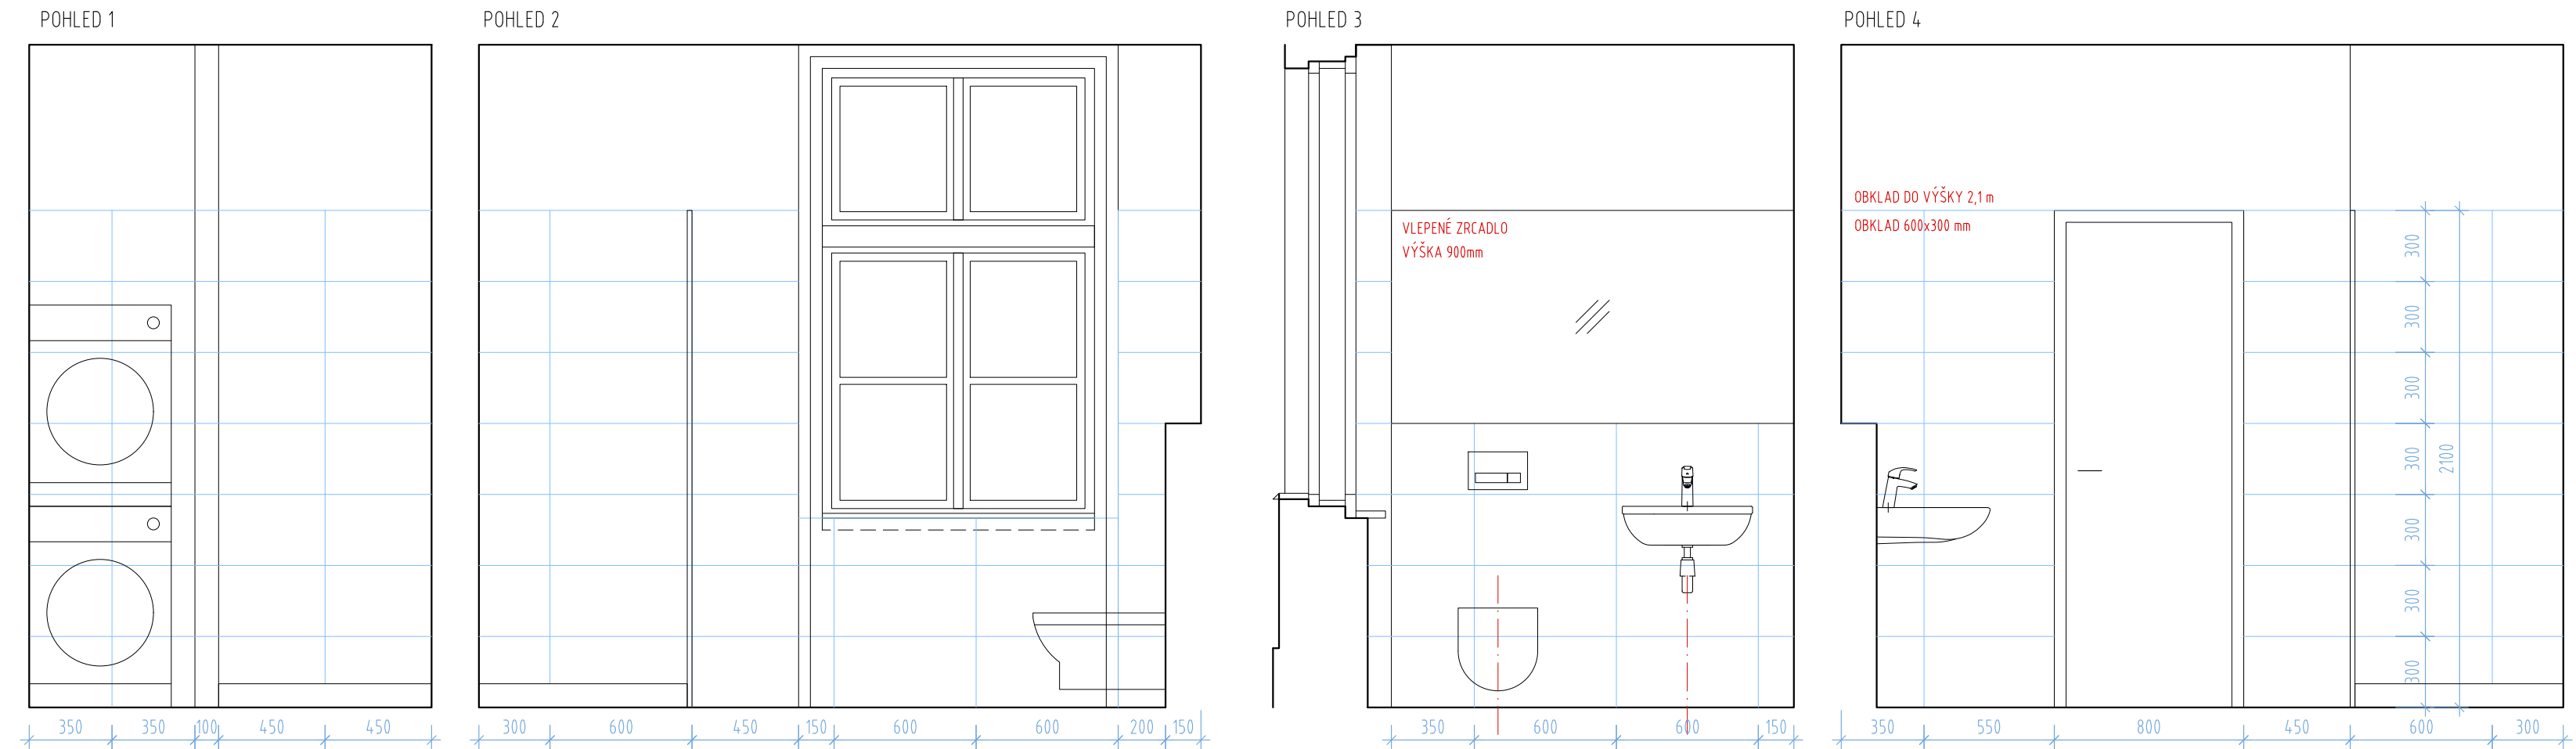 POHLED 1
POHLED 2
POHLED 3
POHLED 4
VLEPENÉ ZRCADLO
VÝŠKA 900mm
OBKLAD DO VÝŠKY 2,1 m
OBKLAD 600x300 mm
300
300
300
300
300
300
300
2100
350 350 100 450 450
300 600 450 150 600 600 200 150
350 600 600 150
350 550 800 450 600 300